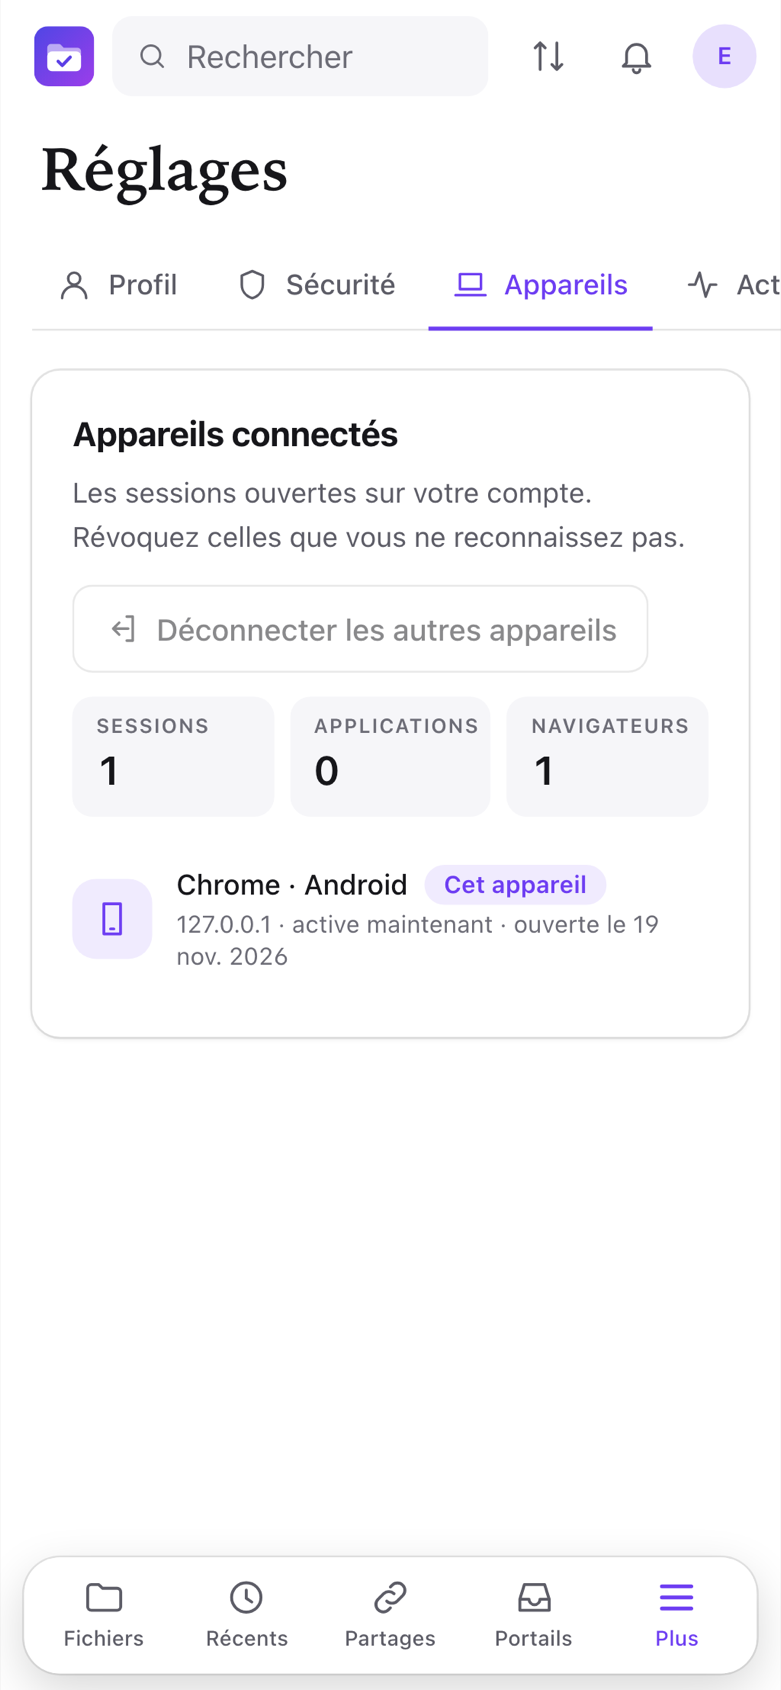 Rechercher
E
Réglages
Profil
Sécurité
Appareils
Act
Appareils connectés
Les sessions ouvertes sur votre compte.
Révoquez celles que vous ne reconnaissez pas.
Déconnecter les autres appareils
SESSIONS
1
APPLICATIONS
0
NAVIGATEURS
1
Chrome · Android
Cet appareil
127.0.0.1 · active maintenant · ouverte le 19
nov. 2026
Fichiers
Récents
Partages
Portails
Plus